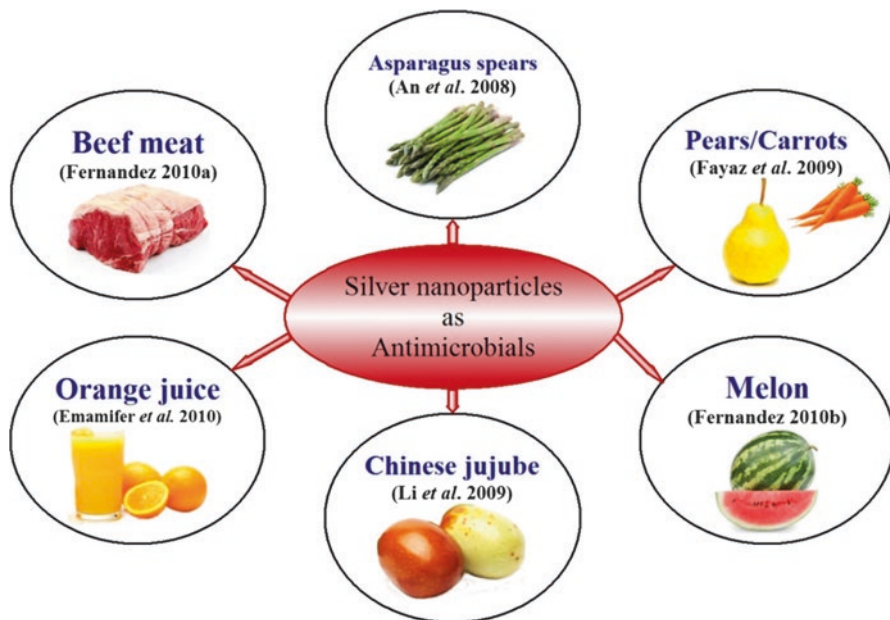 Asparagus spears
(An et al. 2008)
Beef meat
(Fernandez 2010a)
Pears/Carrots
(Fayaz et al. 2009)
Silver nanoparticles
as
Antimicrobials
Orange juice
(Emamifer et al. 2010)
Melon
(Fernandez 2010b)
Chinese jujube
(Li et al. 2009)